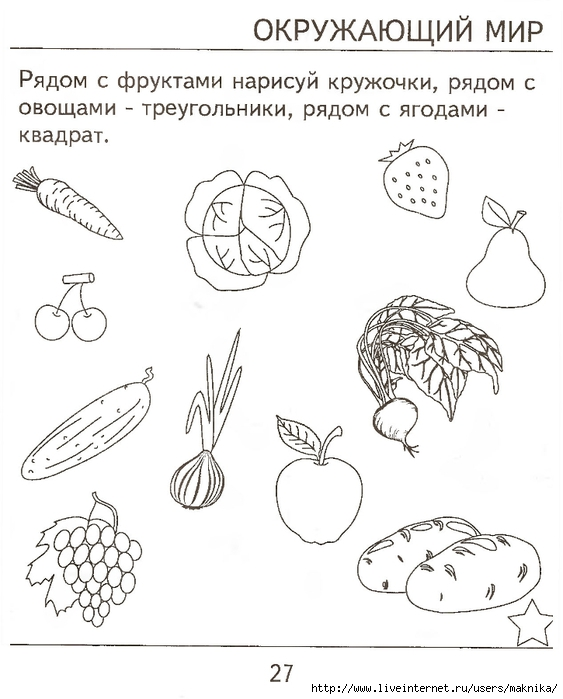 ОКРУЖАЮЩИЙ МИР
Рядом с фруктами нарисуй кружочки, рядом с
овощами - треугольники, рядом с ягодами -
квадрат.
27
http://www.liveinternet.ru/users/maknika/